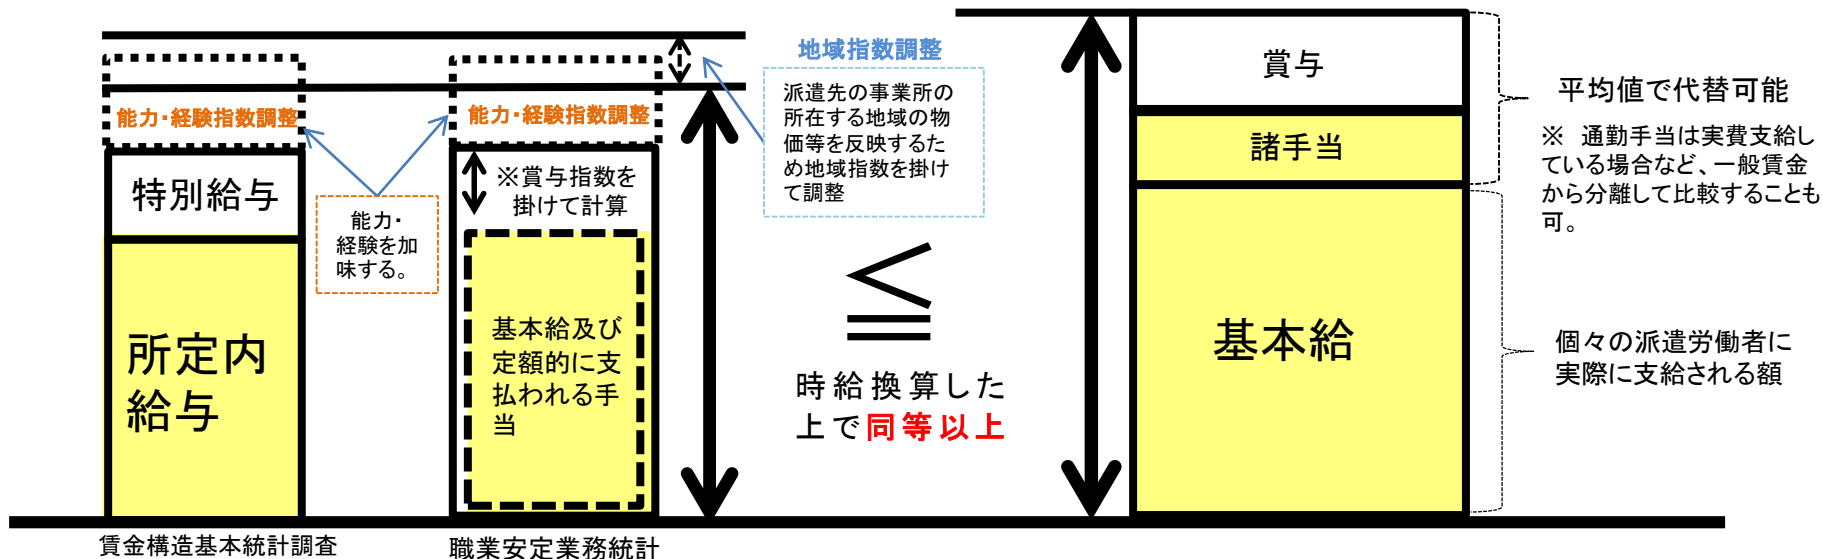 能力・経験指数調整
特別給与
所定内
給与
賃金構造基本統計調査
能力・
経験を加
味する。
能力・経験指数調整
※賞与指数を
掛けて計算
基本給及び
定額的に支
払われる手
当
職業安定業務統計
地域指数調整
派遣先の事業所の
所在する地域の物
価等を反映するた
め地域指数を掛け
て調整
≦
時給換算した
上で同等以上
賞与
諸手当
基本給
平均値で代替可能
※ 通勤手当は実費支給し
ている場合など、一般賃金
から分離して比較することも
可。
個々の派遣労働者に
実際に支給される額